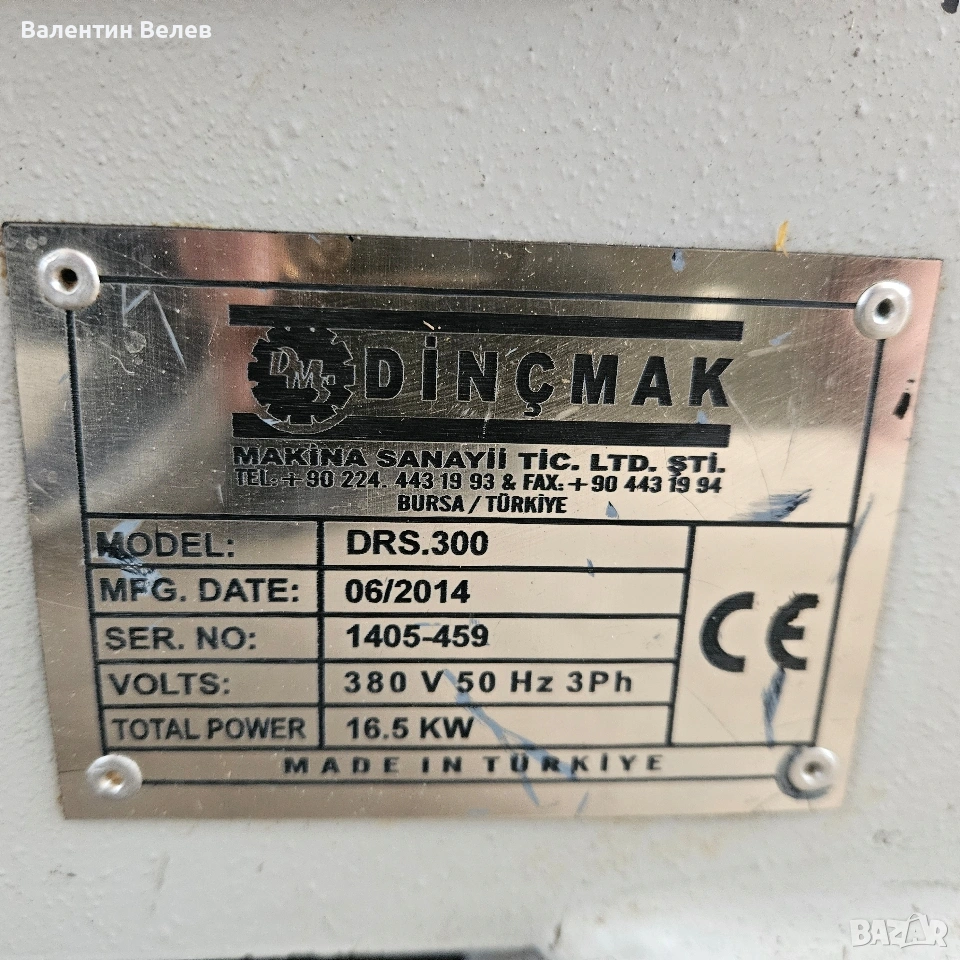 Валентин Велев
DMS DİNÇMAK
MAKİNA SANAYİİ TİC. LTD. ŞTİ.
TEL: +90 224. 443 19 93 & FAX: +90 443 19 94
BURSA / TÜRKİYE
MODEL: DRS.300
MFG. DATE: 06/2014
SER. NO: 1405-459
VOLTS: 380 V 50 Hz 3Ph
TOTAL POWER 16.5 KW
CE
MADE IN TÜRKİYE
BAZAR